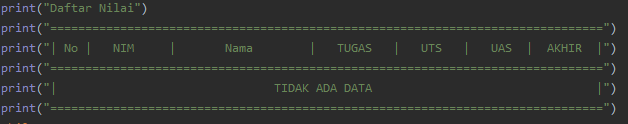 print("Daftar Nilai")
print("===============================================================================")
print("| No |   NIM     |       Nama        |   TUGAS   |   UTS   |   UAS  |  AKHIR  |")
print("===============================================================================")
print("|                               TIDAK ADA DATA                                |")
print("===============================================================================")